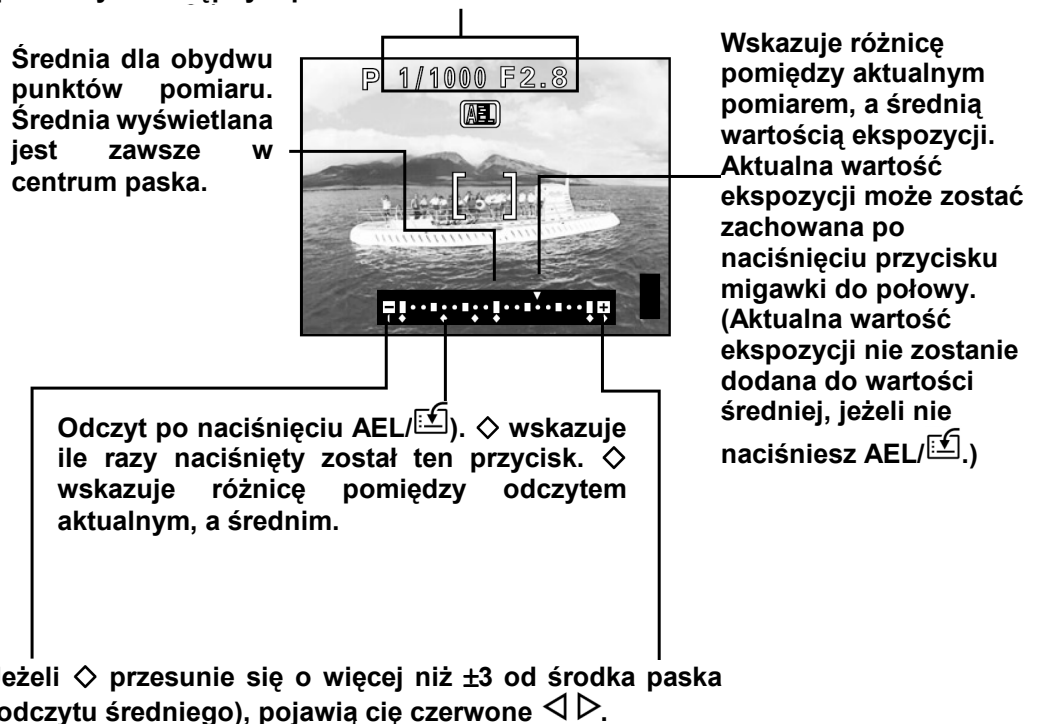 Średnia dla obydwu
punktów pomiaru.
Średnia wyświetlana
jest zawsze w
centrum paska.
P 1/1000 F2.8
AEL
Wskazuje różnicę
pomiędzy aktualnym
pomiarem, a średnią
wartością ekspozycji.
Aktualna wartość
ekspozycji może zostać
zachowana po
naciśnięciu przycisku
migawki do połowy.
(Aktualna wartość
ekspozycji nie zostanie
dodana do wartości
średniej, jeżeli nie
naciśniesz AEL/.)
Odczyt po naciśnięciu AEL/). ◇ wskazuje
ile razy naciśnięty został ten przycisk. ◇
wskazuje różnicę pomiędzy odczytem
aktualnym, a średnim.
eżeli ◇ przesunie się o więcej niż ±3 od środka paska
odczytu średniego), pojawią cię czerwone ◁ ▷.